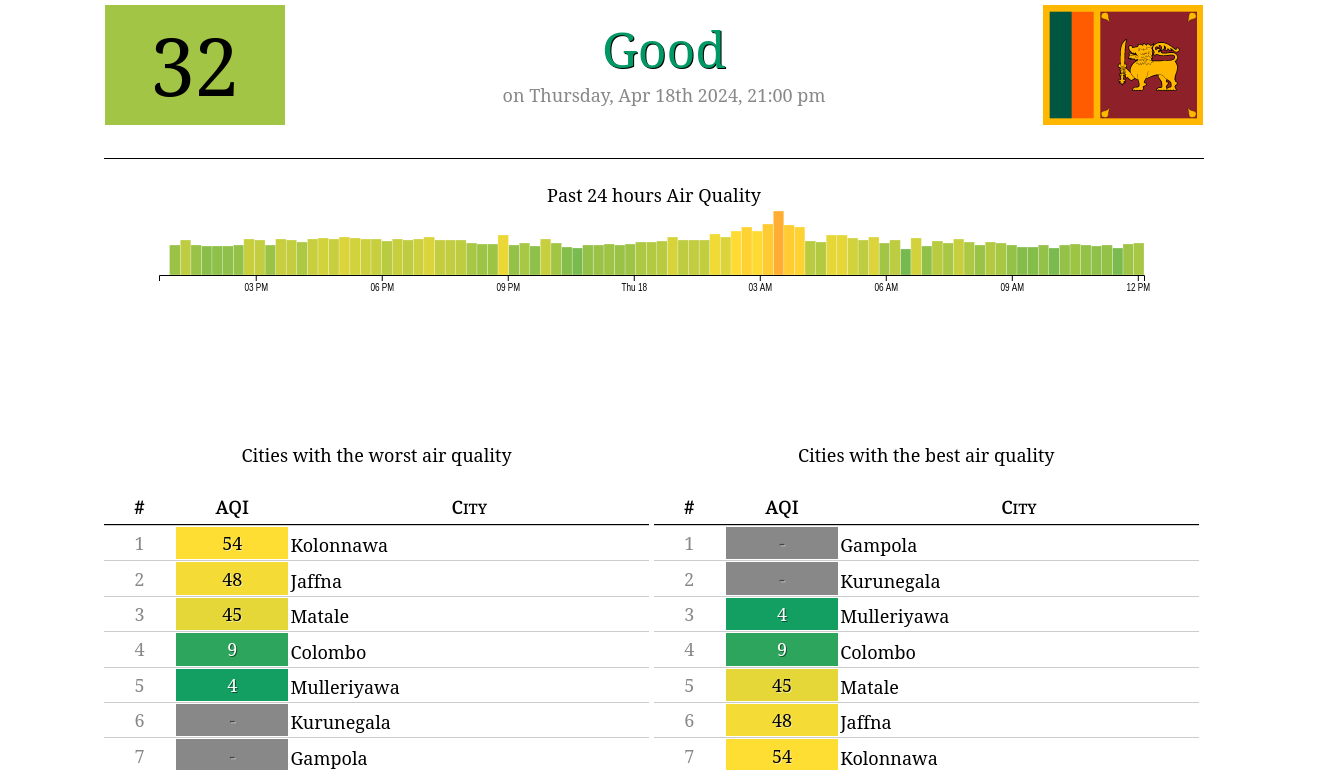 32
Good
on Thursday, Apr 18th 2024, 21:00 pm
Past 24 hours Air Quality
03 PM 06 PM 09 PM Thu 18 03 AM 06 AM 09 AM 12 PM
Cities with the worst air quality
# AQI City
1 54 Kolonnawa
2 48 Jaffna
3 45 Matale
4 9 Colombo
5 4 Mulleriyawa
6 - Kurunegala
7 - Gampola
Cities with the best air quality
# AQI City
1 - Gampola
2 - Kurunegala
3 4 Mulleriyawa
4 9 Colombo
5 45 Matale
6 48 Jaffna
7 54 Kolonnawa